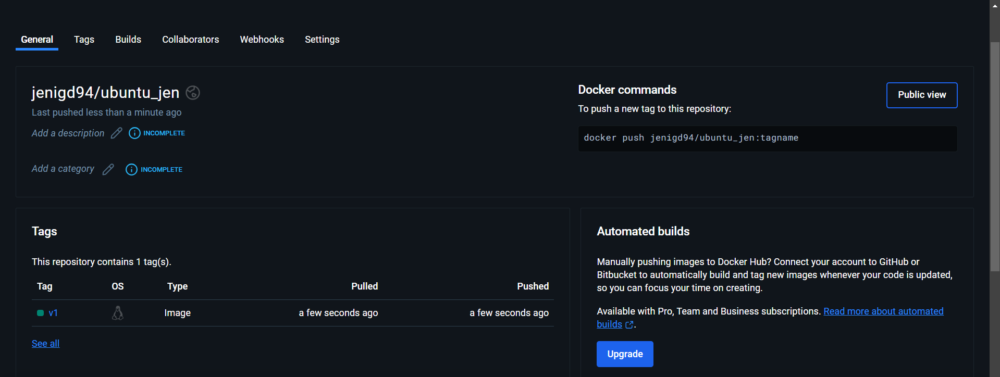 General Tags Builds Collaborators Webhooks Settings
jenigd94/ubuntu_jen
Last pushed less than a minute ago
Add a description INCOMPLETE
Add a category INCOMPLETE
Docker commands
Public view
To push a new tag to this repository:
docker push jenigd94/ubuntu_jen:tagname
Tags
This repository contains 1 tag(s).
Tag OS Type Pulled Pushed
v1 Image a few seconds ago a few seconds ago
See all
Automated builds
Manually pushing images to Docker Hub? Connect your account to GitHub or
Bitbucket to automatically build and tag new images whenever your code is updated,
so you can focus your time on creating.
Available with Pro, Team and Business subscriptions. Read more about automated
builds.
Upgrade